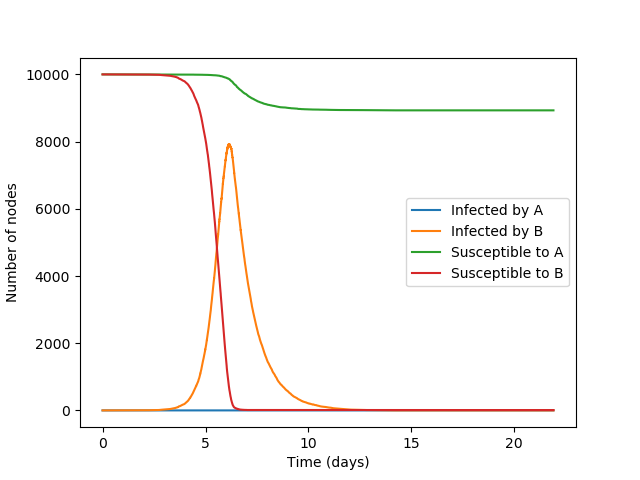 10000
8000
6000
4000
2000
0
Number of nodes
Infected by A
Infected by B
Susceptible to A
Susceptible to B
0 5 10 15 20
Time (days)